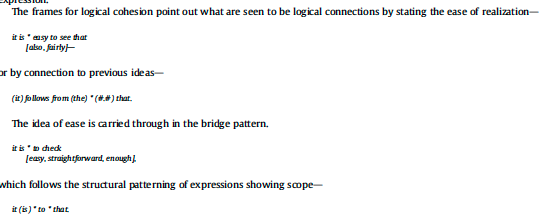 expression.
The frames for logical cohesion point out what are seen to be logical connections by stating the ease of realization—
it is * easy to see that
[also, fairly]—
or by connection to previous ideas—
(it) follows from (the) * (#.#) that.
The idea of ease is carried through in the bridge pattern.
it is * to check
[easy, straightforward, enough],
which follows the structural patterning of expressions showing scope—
it (is) * to * that.